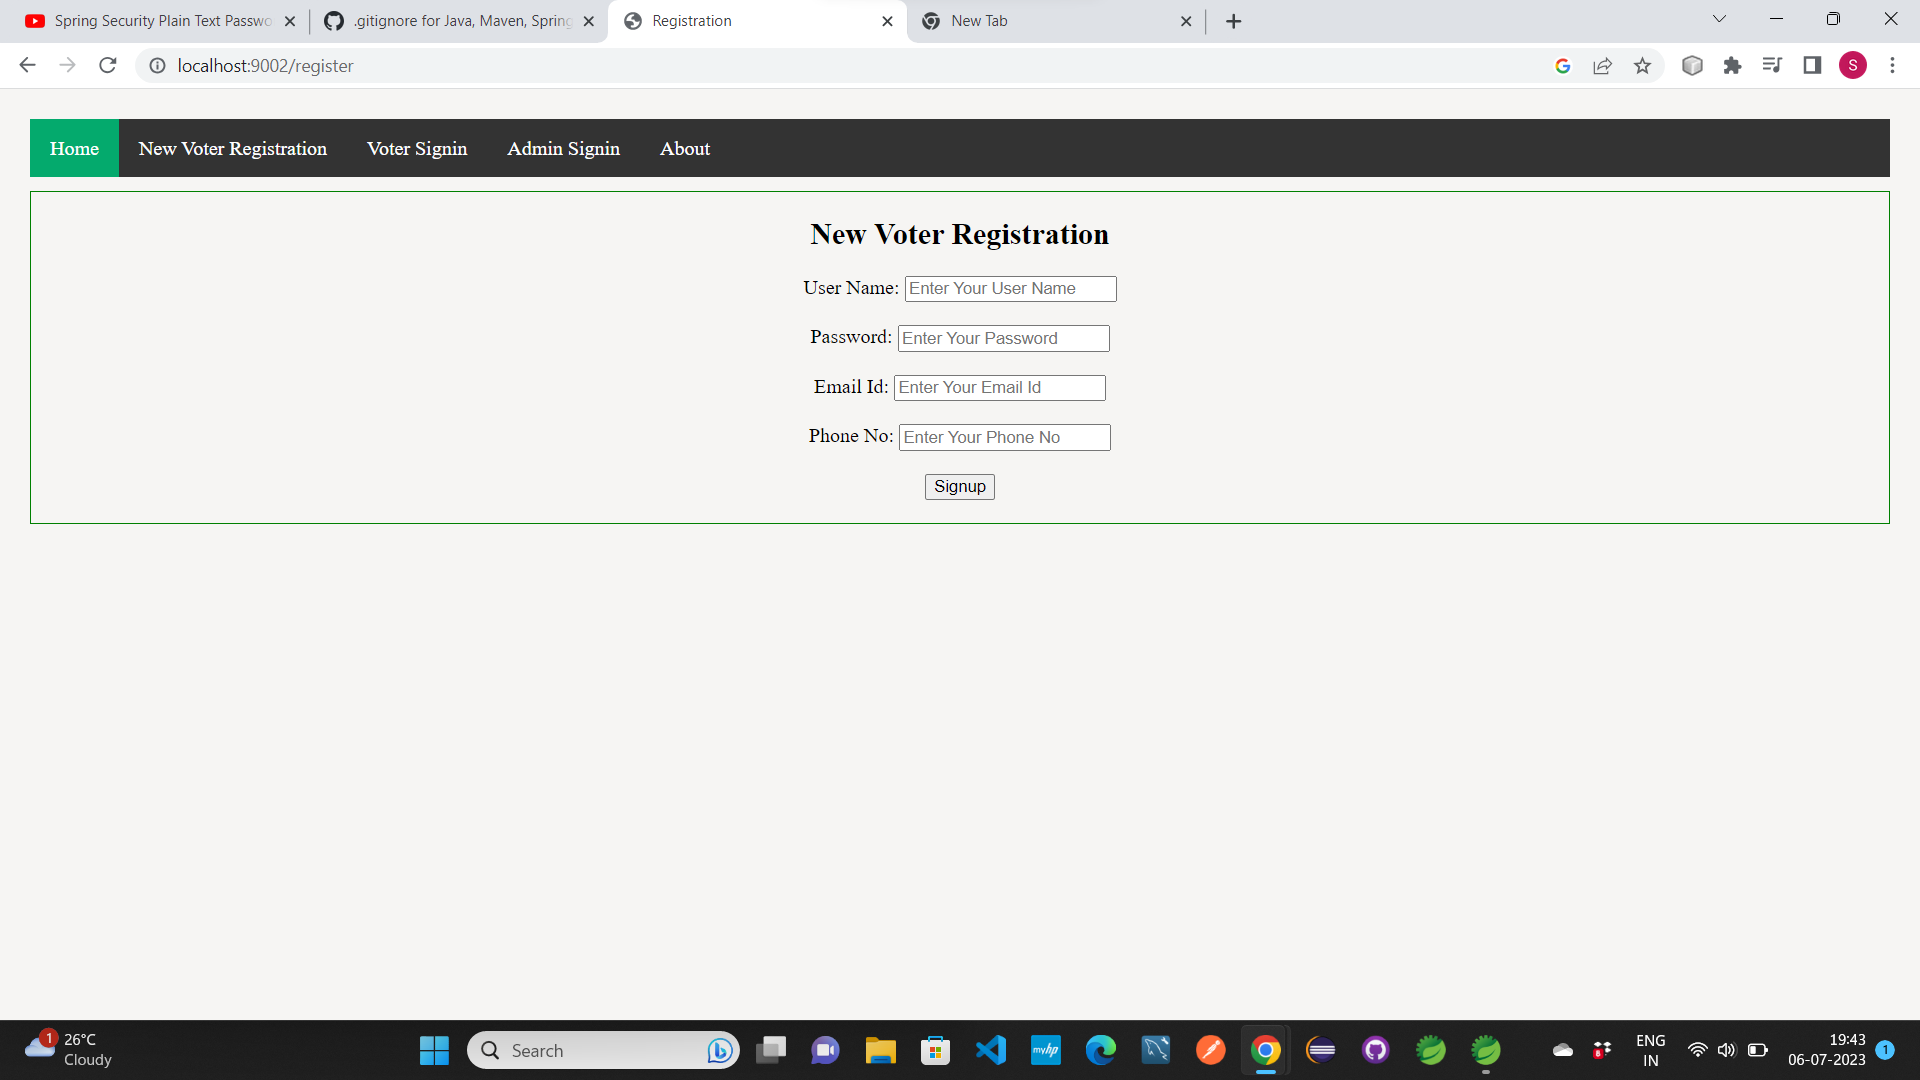 Spring Security Plain Text Passwo
.gitignore for Java, Maven, Spring
Registration
New Tab
localhost:9002/register
S
Home New Voter Registration Voter Signin Admin Signin About
New Voter Registration
User Name: Enter Your User Name
Password: Enter Your Password
Email Id: Enter Your Email Id
Phone No: Enter Your Phone No
Signup
1
26°C
Cloudy
Search
myhp
8
ENG
IN
19:43
06-07-2023
1